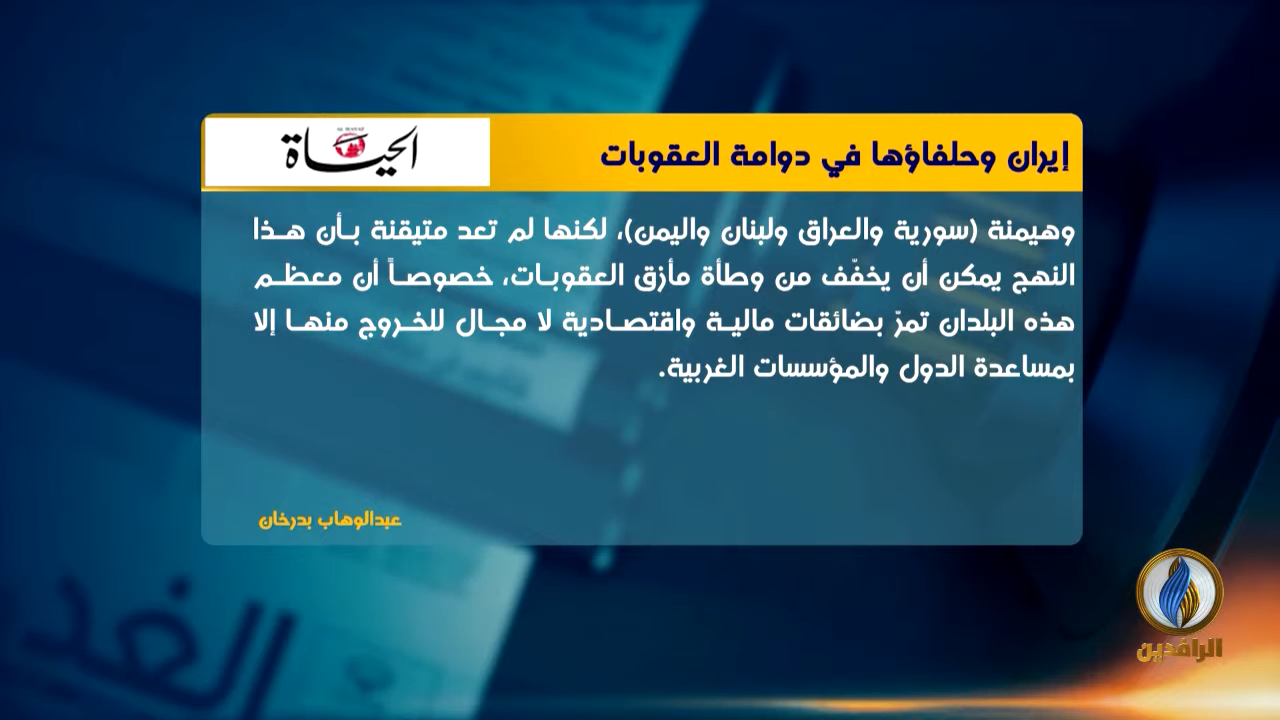 إيران وحلفاؤها في دوامة العقوبات
الحياة
وهيمنة (سورية والعراق ولبنان واليمن)، لكنها لم تعد متيقنة بأن هذا
النهج يمكن أن يخفّف من وطأة مأزق العقوبات، خصوصاً أن معظم
هذه البلدان تمرّ بضائقات مالية واقتصادية لا مجال للخروج منها إلا
بمساعدة الدول والمؤسسات الغربية.
عبدالوهاب بدرخان
الغد
الرافدين